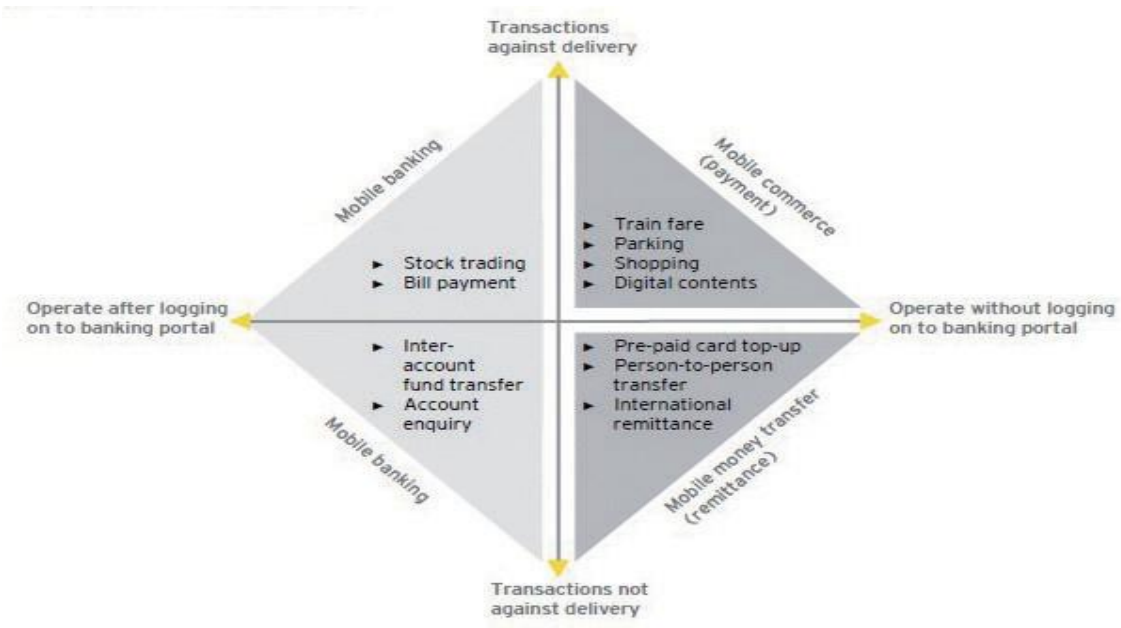 Transactions
against delivery
Mobile banking
Mobile commerce
(payment)
► Stock trading
► Bill payment
► Train fare
► Parking
► Shopping
► Digital contents
Operate after logging
on to banking portal
Operate without logging
on to banking portal
► Inter-
account
fund transfer
► Account
enquiry
► Pre-paid card top-up
► Person-to-person
transfer
► International
remittance
Mobile banking
Mobile money transfer
(remittance)
Transactions not
against delivery